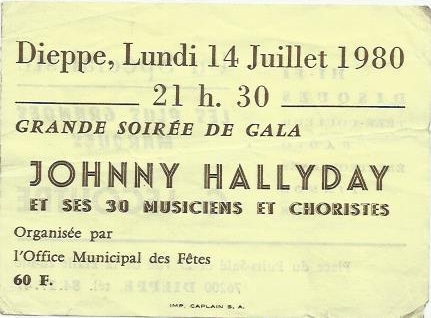 Dieppe, Lundi 14 Juillet 1980
21 h. 30
GRANDE SOIRÉE DE GALA
JOHNNY HALLYDAY
ET SES 30 MUSICIENS ET CHORISTES
Organisée par
l'Office Municipal des Fêtes
60 F.
IMP. CAPLAIN S. A.